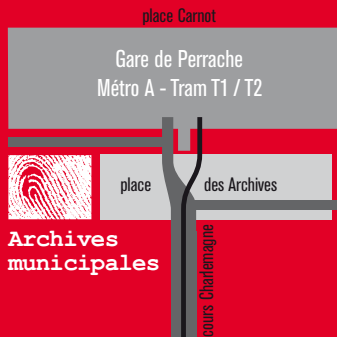 place Carnot
Gare de Perrache
Métro A - Tram T1 / T2
place des Archives
Archives
municipales
cours Charlemagne